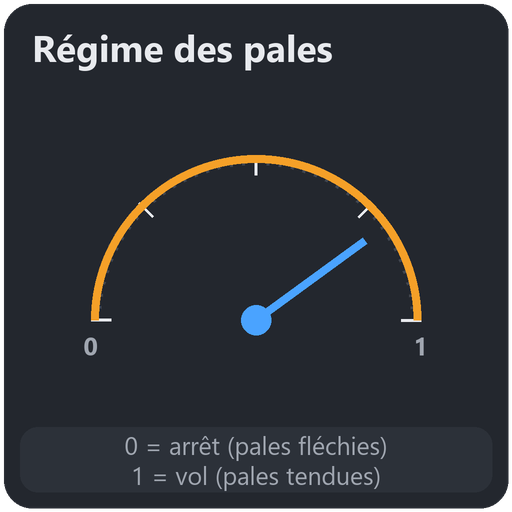 Régime des pales
0 1
0 = arrêt (pales fléchies)
1 = vol (pales tendues)